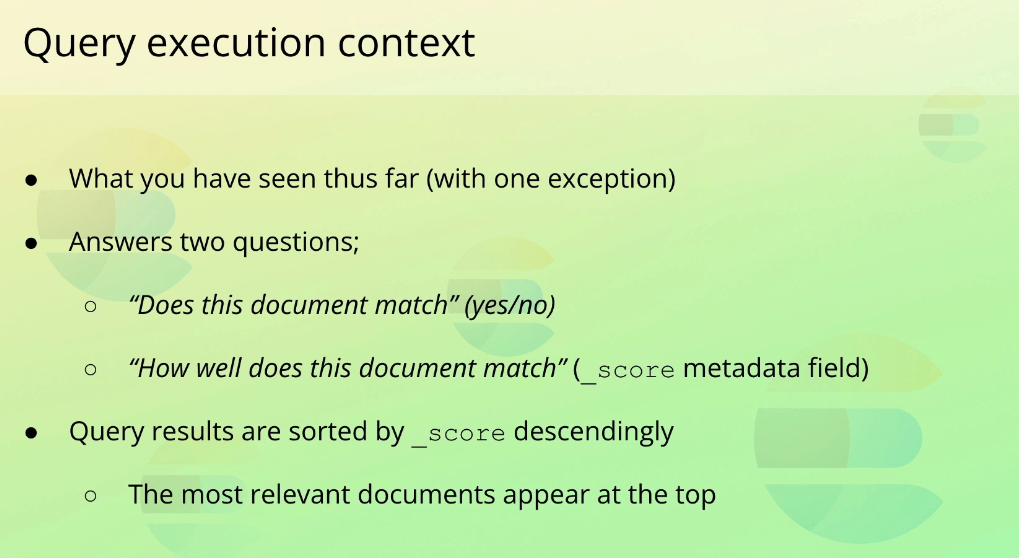 Query execution context
● What you have seen thus far (with one exception)
● Answers two questions;
○ “Does this document match” (yes/no)
○ “How well does this document match” (_score metadata field)
● Query results are sorted by _score descendingly
○ The most relevant documents appear at the top